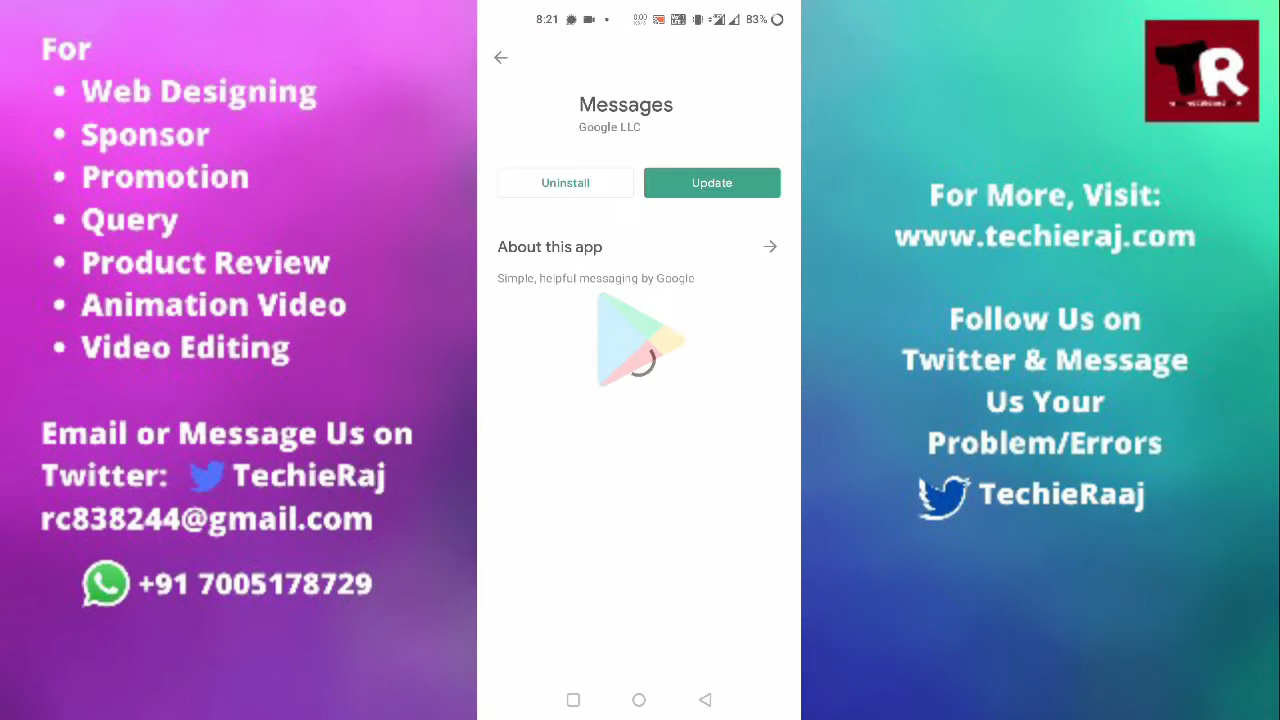 For
• Web Designing
• Sponsor
• Promotion
• Query
• Product Review
• Animation Video
• Video Editing
Email or Message Us on
Twitter: TechieRaj
rc838244@gmail.com
+91 7005178729
8:21
83%
Messages
Google LLC
Uninstall
Update
About this app
Simple, helpful messaging by Google
TR
For More, Visit:
www.techieraj.com
Follow Us on
Twitter & Message
Us Your
Problem/Errors
TechieRaaj